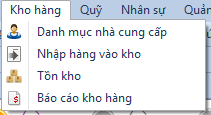 Kho hàng Quỹ Nhân sự
Danh mục nhà cung cấp
Nhập hàng vào kho
Tồn kho
Báo cáo kho hàng